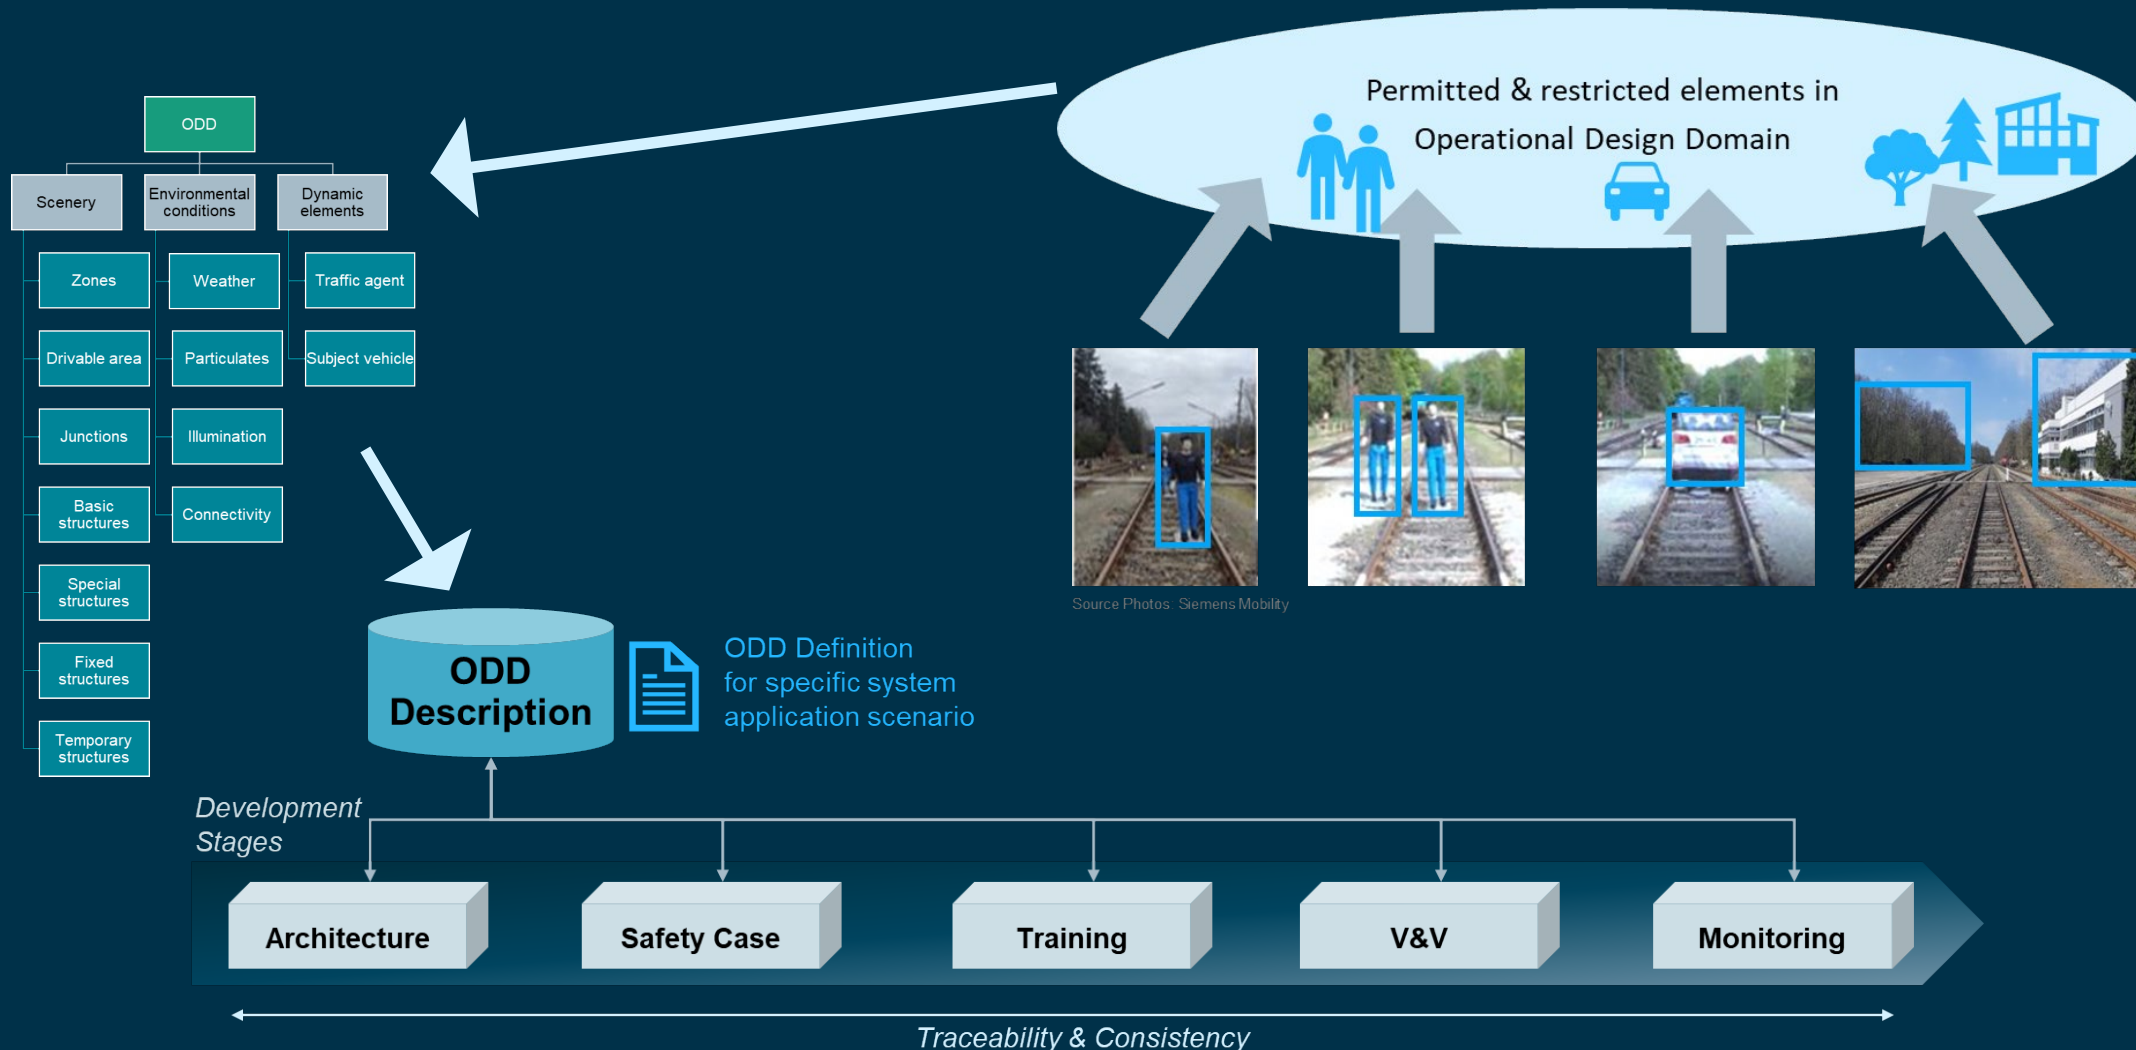 Permitted & restricted elements in
Operational Design Domain
ODD
Scenery
Environmental
conditions
Dynamic
elements
Zones
Drivable area
Junctions
Basic
structures
Special
structures
Fixed
structures
Temporary
structures
Weather
Particulates
Illumination
Connectivity
Traffic agent
Subject vehicle
Source Photos: Siemens Mobility
ODD
Description
ODD Definition
for specific system
application scenario
Development
Stages
Architecture
Safety Case
Training
V&V
Monitoring
Traceability & Consistency